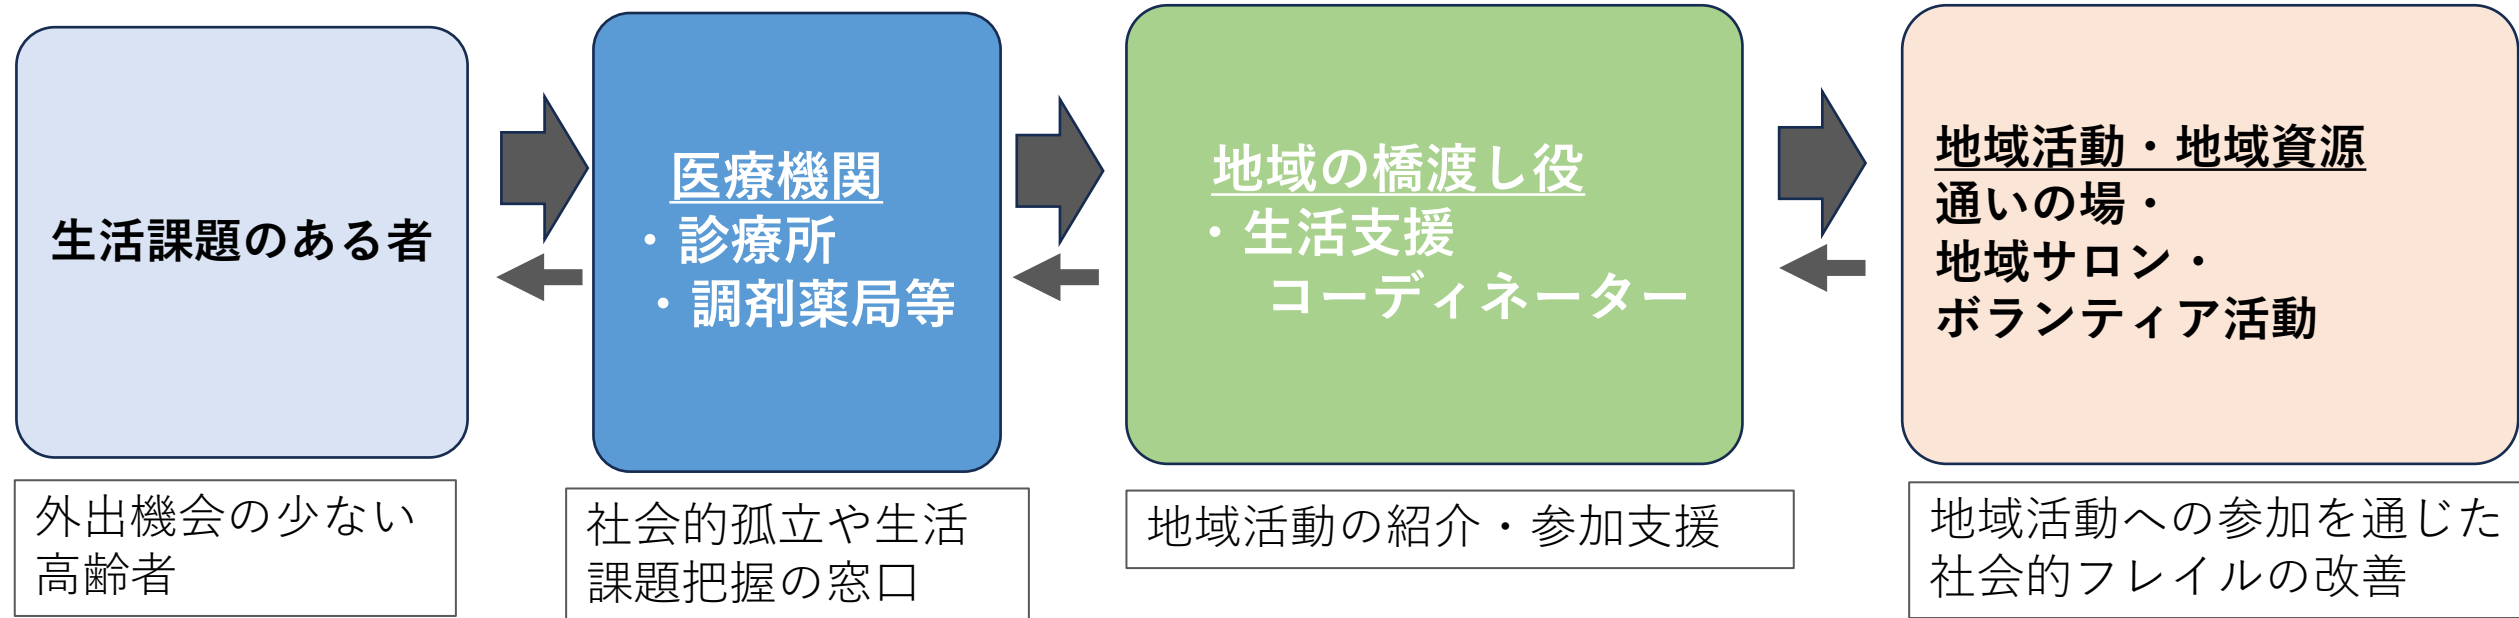 生活課題のある者
外出機会の少ない
高齢者
医療機関
・診療所
・調剤薬局等
社会的孤立や生活
課題把握の窓口
地域の橋渡し役
・生活支援
コーディネーター
地域活動の紹介・参加支援
地域活動・地域資源
通いの場・
地域サロン・
ボランティア活動
地域活動への参加を通じた
社会的フレイルの改善